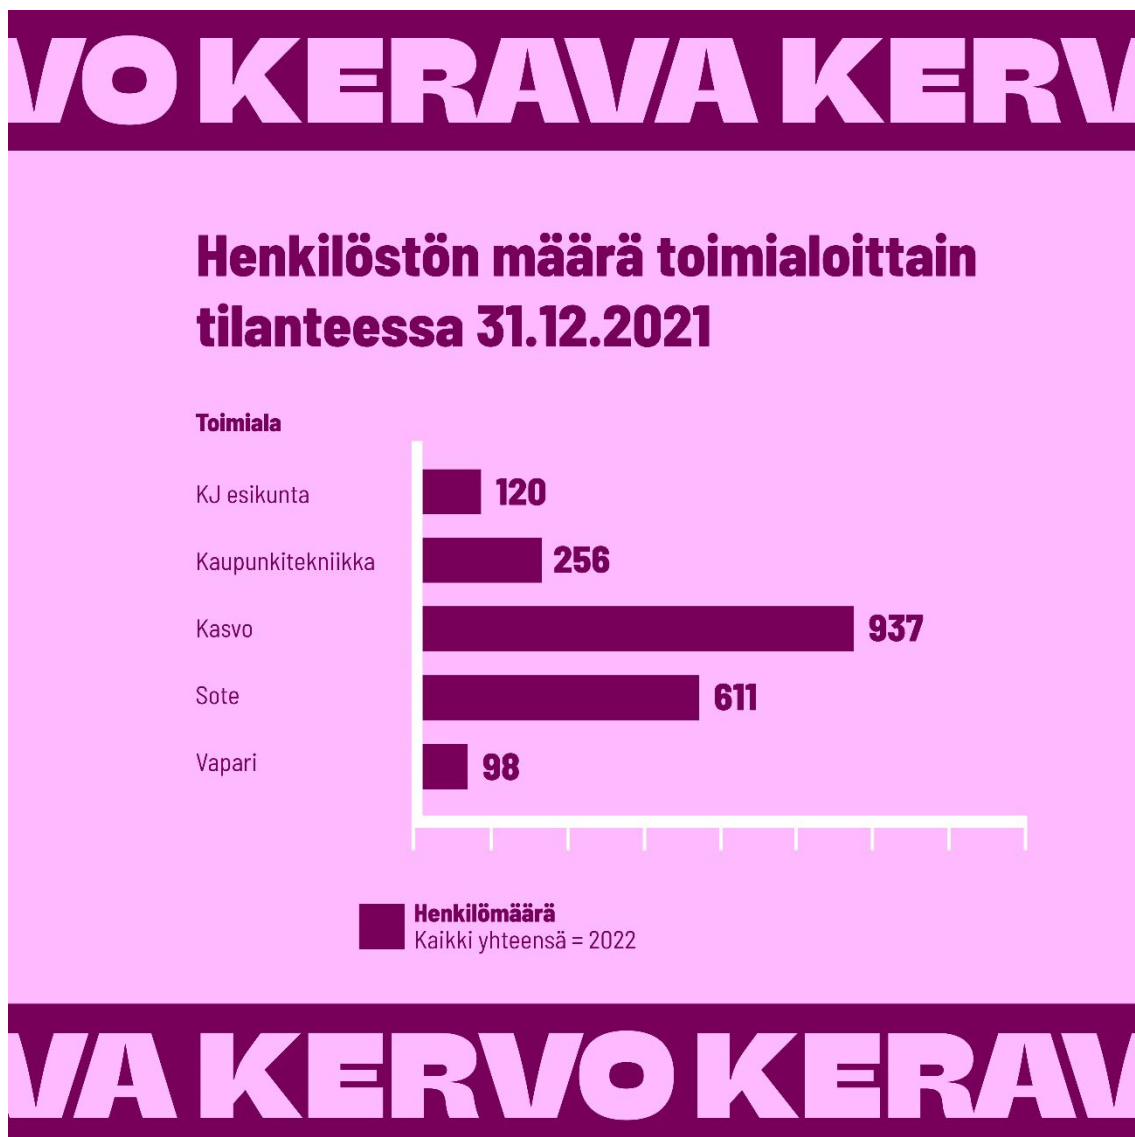 VO KERAVA KERV
Henkilöstön määrä toimialoittain
tilanteessa 31.12.2021
Toimiala
KJ esikunta 120
Kaupunkitekniikka 256
Kasvo 937
Sote 611
Vapari 98
Henkilömäärä
Kaikki yhteensä = 2022
VA KERVO KERAV